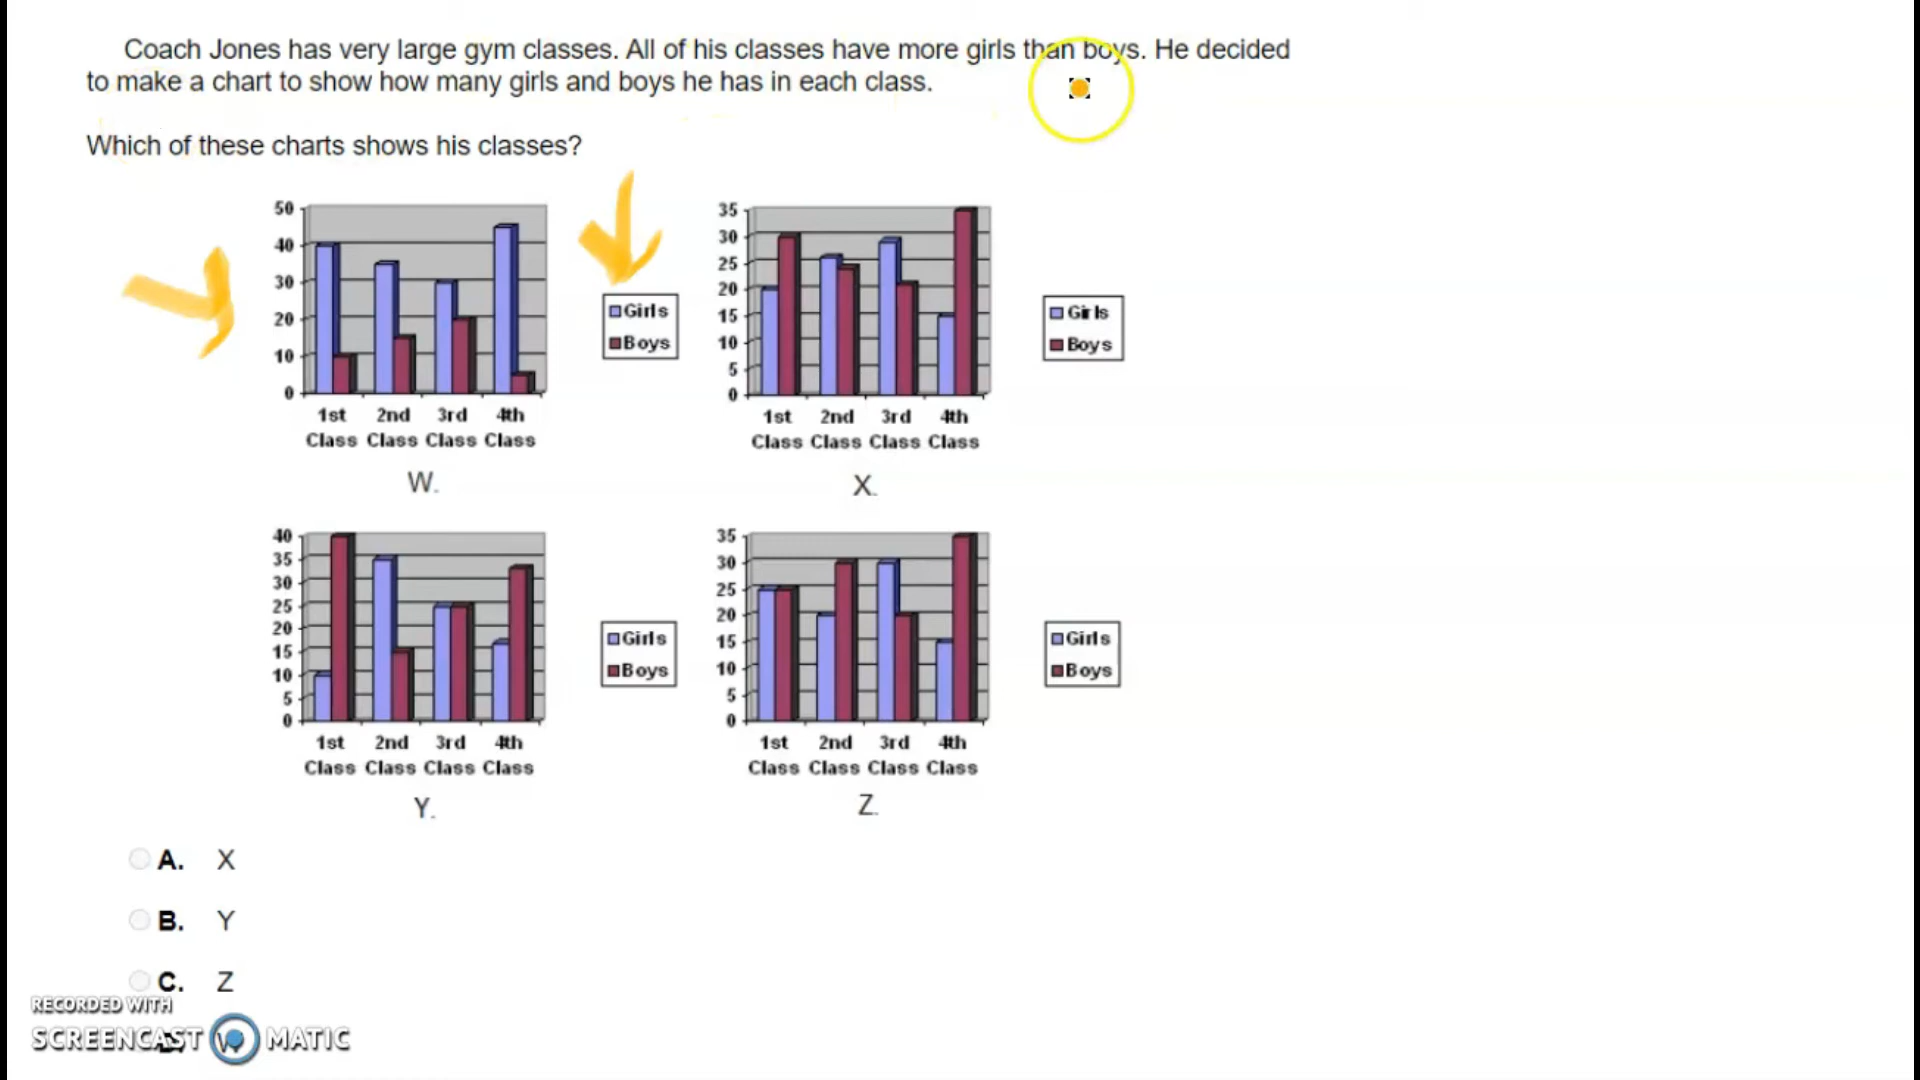 Coach Jones has very large gym classes. All of his classes have more girls than boys. He decided
to make a chart to show how many girls and boys he has in each class.
Which of these charts shows his classes?
50
40
30
20
10
0
1st 2nd 3rd 4th
Class Class Class Class
Girls
Boys
W.
35
30
25
20
15
10
5
0
1st 2nd 3rd 4th
Class Class Class Class
Girls
Boys
X.
40
35
30
25
20
15
10
5
0
1st 2nd 3rd 4th
Class Class Class Class
Girls
Boys
Y.
35
30
25
20
15
10
5
0
1st 2nd 3rd 4th
Class Class Class Class
Girls
Boys
Z.
A. X
B. Y
C. Z
RECORDED WITH
SCREENCAST MATIC